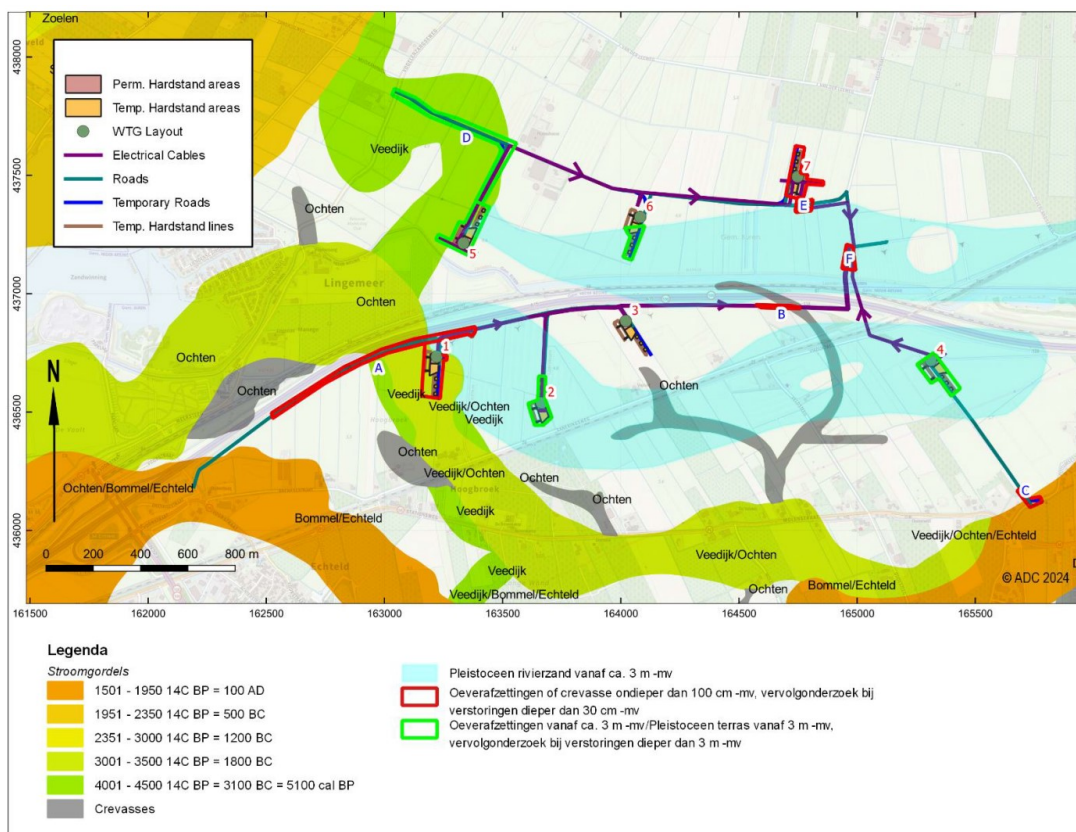 Zoelen
Perm. Hardstand areas
Temp. Hardstand areas
WTG Layout
Electrical Cables
Roads
Temporary Roads
Temp. Hardstand lines
438000
437500
437000
436500
436000
D
Veedijk
7
E
Ochten
6
5
F
Lingemeer
Ochten
3
B
N
1
A
Ochten
4
Ochten
Ochten
Veedijk
Veedijk/Ochten
Veedijk
2
Ochten
Veedijk/Ochten
Ochten
Ochten
C
Ochten/Bommel/Echteld
Hoogbroek
Veedijk
Bommel/Echteld
Veedijk/Ochten
Veedijk/Ochten/Echteld
Echteld
Veedijk
Ochten
Bommel/Echteld
Veedijk/Bommel/Echteld
0 200 400 600 800 m
© ADC 2024
161500 162000 162500 163000 163500 164000 164500 165000 165500
Legenda
Stroomgordels
1501 - 1950 14C BP = 100 AD
1951 - 2350 14C BP = 500 BC
2351 - 3000 14C BP = 1200 BC
3001 - 3500 14C BP = 1800 BC
4001 - 4500 14C BP = 3100 BC = 5100 cal BP
Crevasses
Pleistoceen rivierzand vanaf ca. 3 m -mv
Oeverafzettingen of crevasse ondieper dan 100 cm -mv, vervolgonderzoek bij
verstoringen dieper dan 30 cm -mv
Oeverafzettingen vanaf ca. 3 m -mv/Pleistoceen terras vanaf 3 m -mv,
vervolgonderzoek bij verstoringen dieper dan 3 m -mv